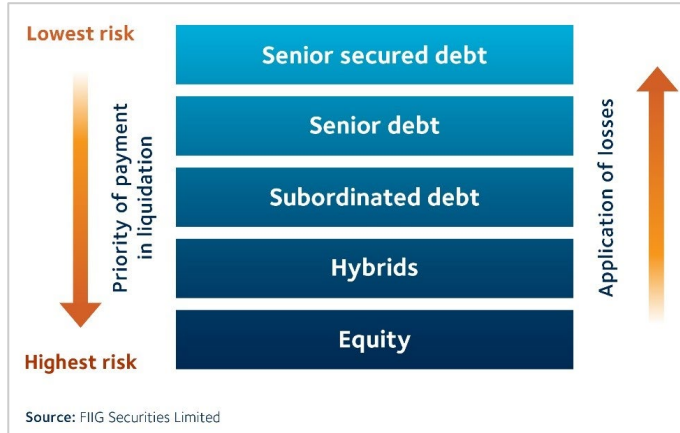 Lowest risk
Priority of payment
in liquidation
Highest risk
Senior secured debt
Senior debt
Subordinated debt
Hybrids
Equity
Application of losses
Source: FIIG Securities Limited